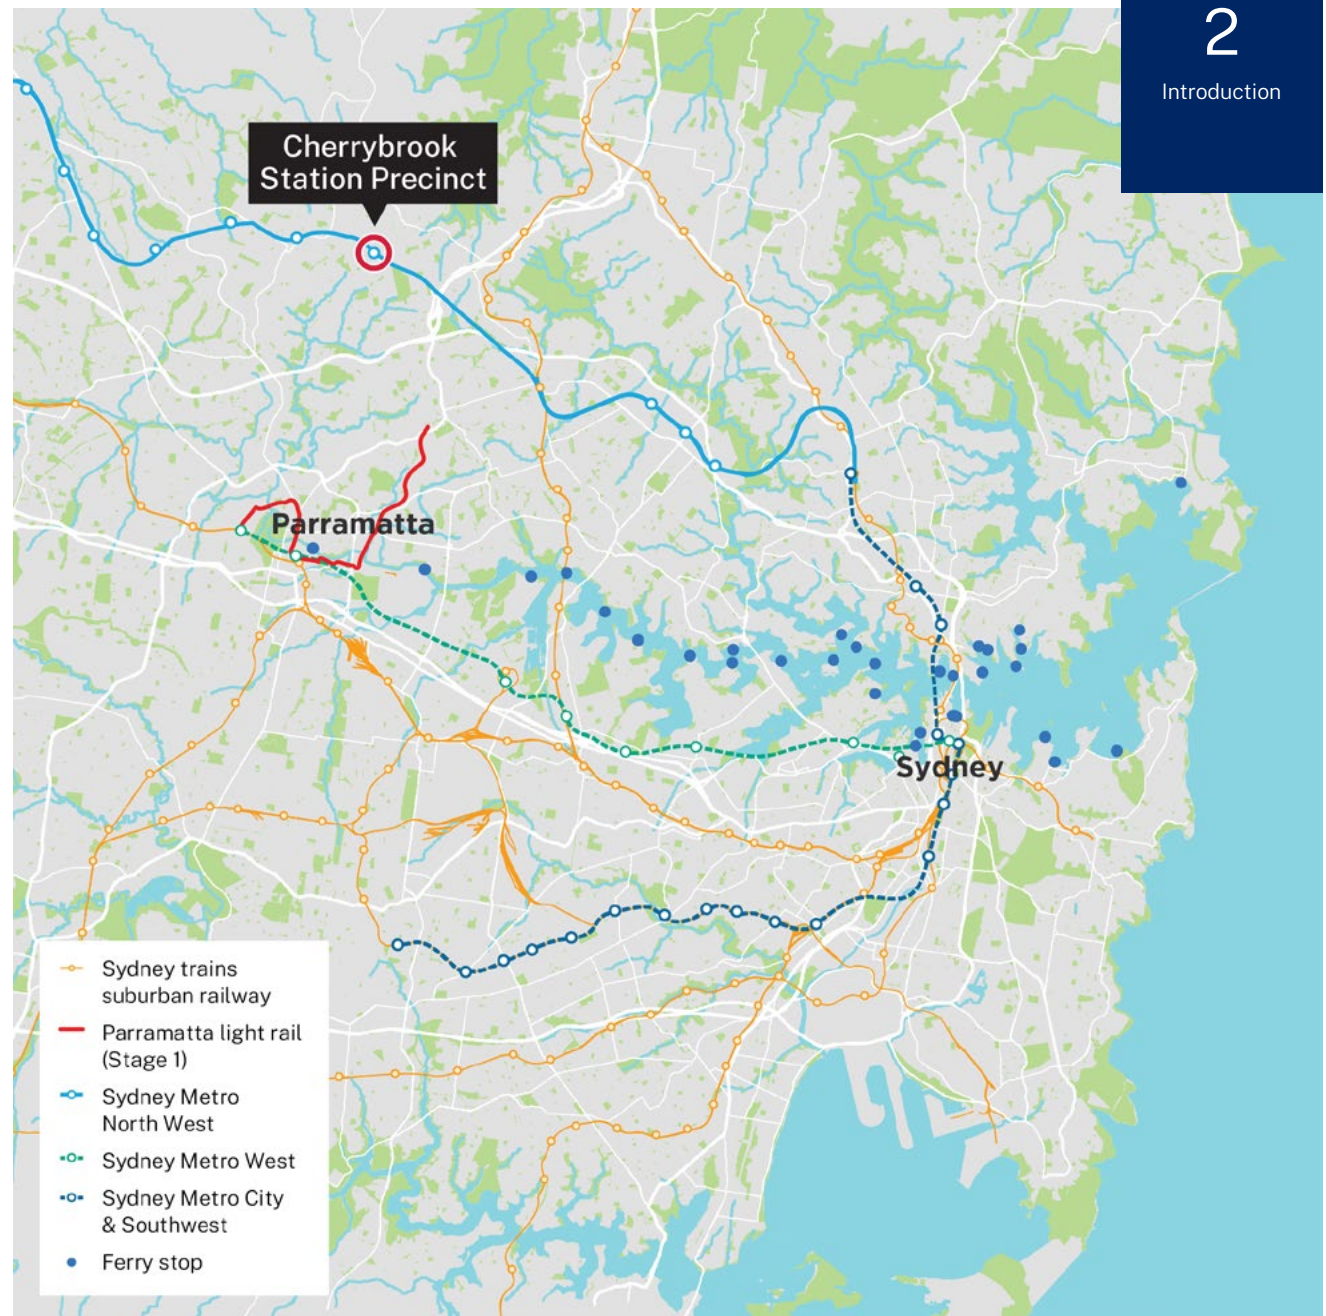 2
Introduction
Cherrybrook
Station Precinct
Parramatta
Sydney
Sydney trains
suburban railway
Parramatta light rail
(Stage 1)
Sydney Metro
North West
Sydney Metro West
Sydney Metro City
& Southwest
Ferry stop